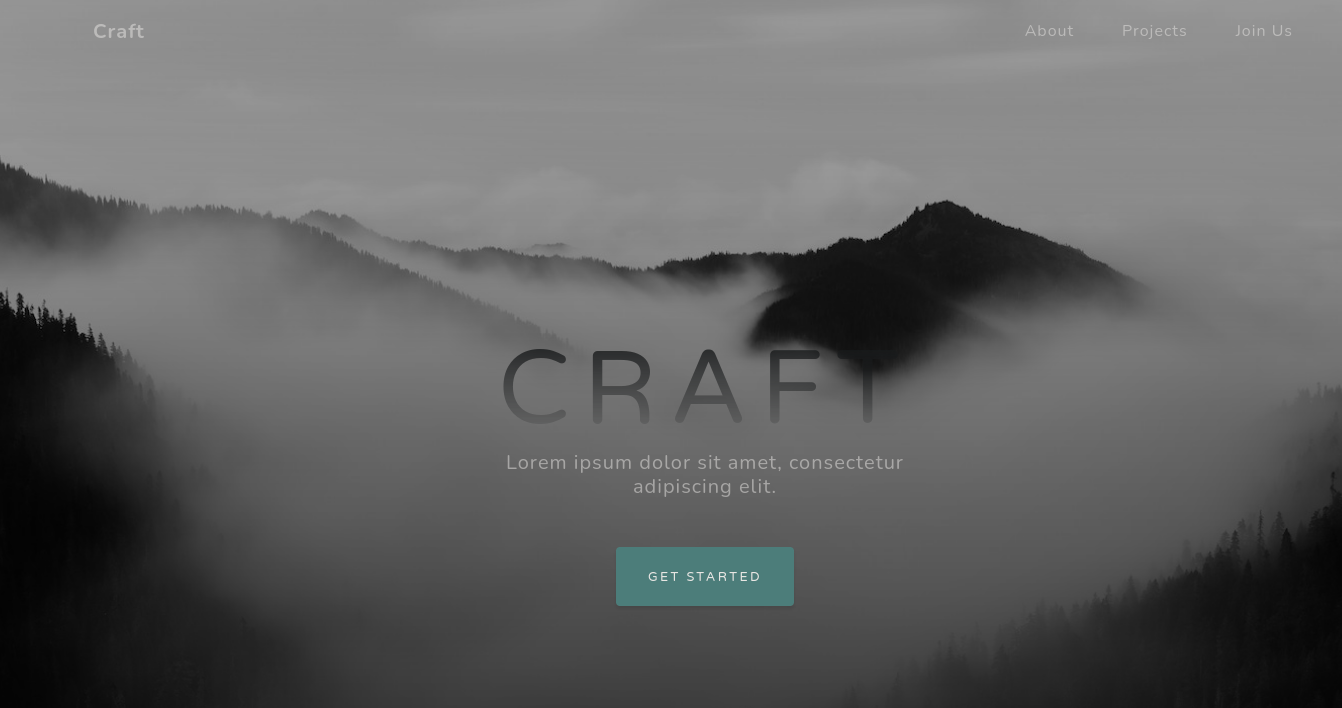 Craft
About Projects Join Us
CRAFT
Lorem ipsum dolor sit amet, consectetur
adipiscing elit.
GET STARTED